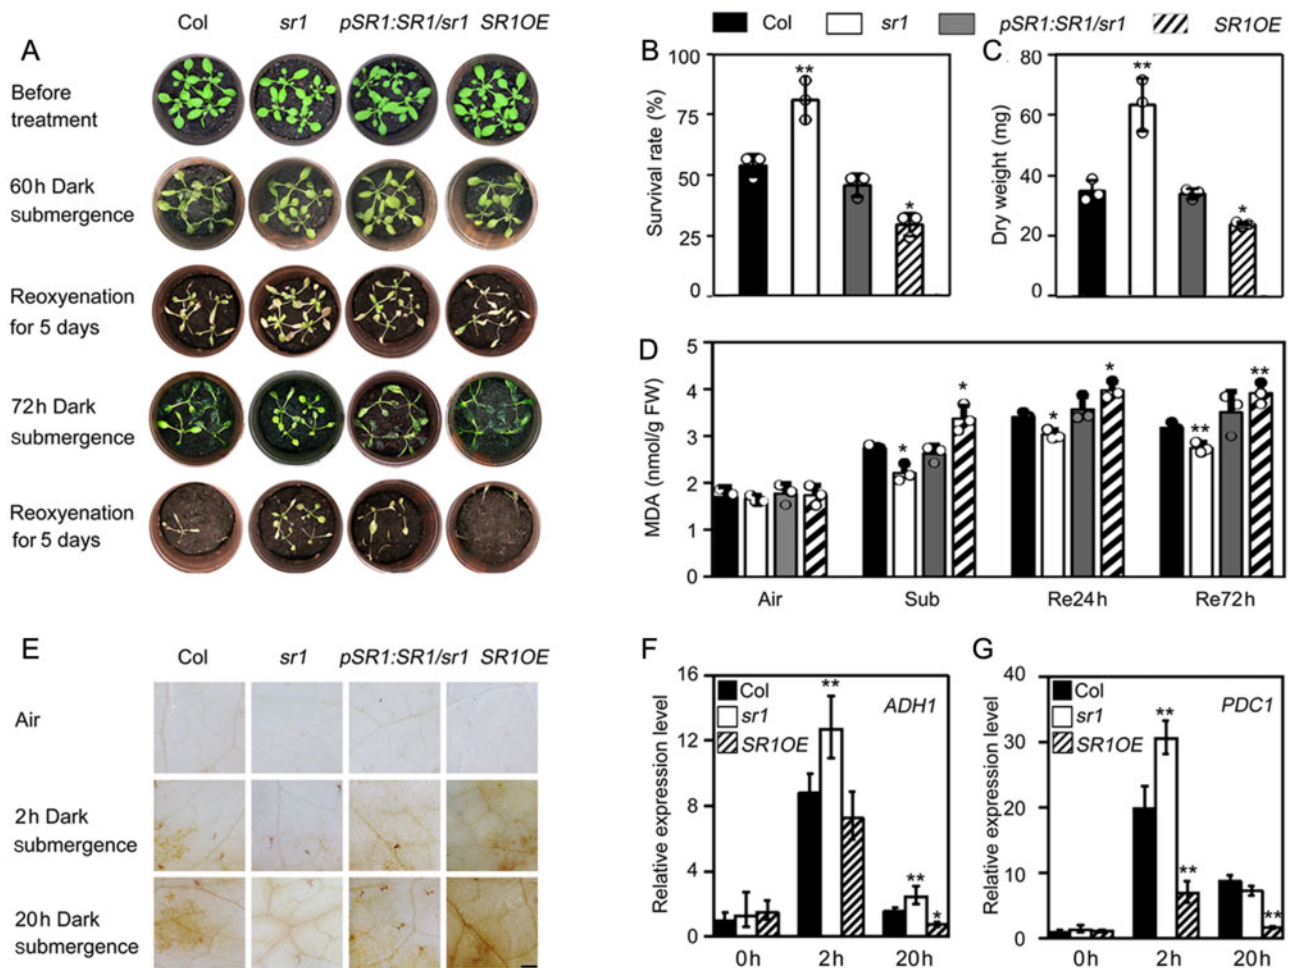 Col sr1 pSR1:SR1/sr1 SR1OE
A
Before
treatment
60h Dark
submergence
Reoxyenation
for 5 days
72h Dark
submergence
Reoxyenation
for 5 days
Col sr1 pSR1:SR1/sr1 SR1OE
B
Survival rate (%)
100
75
50
25
0
**
*
C
Dry weight (mg)
80
60
40
20
0
**
*
D
MDA (nmol/g FW)
5
4
3
2
1
0
*
*
*
*
**
**
Air Sub Re24h Re72h
E
Col sr1 pSR1:SR1/sr1 SR1OE
Air
2h Dark
submergence
20h Dark
submergence
F
Relative expression level
16
12
8
4
0
Col
sr1
SR1OE
ADH1
**
**
*
0h 2h 20h
G
Relative expression level
40
30
20
10
0
Col
sr1
SR1OE
PDC1
**
**
**
0h 2h 20h